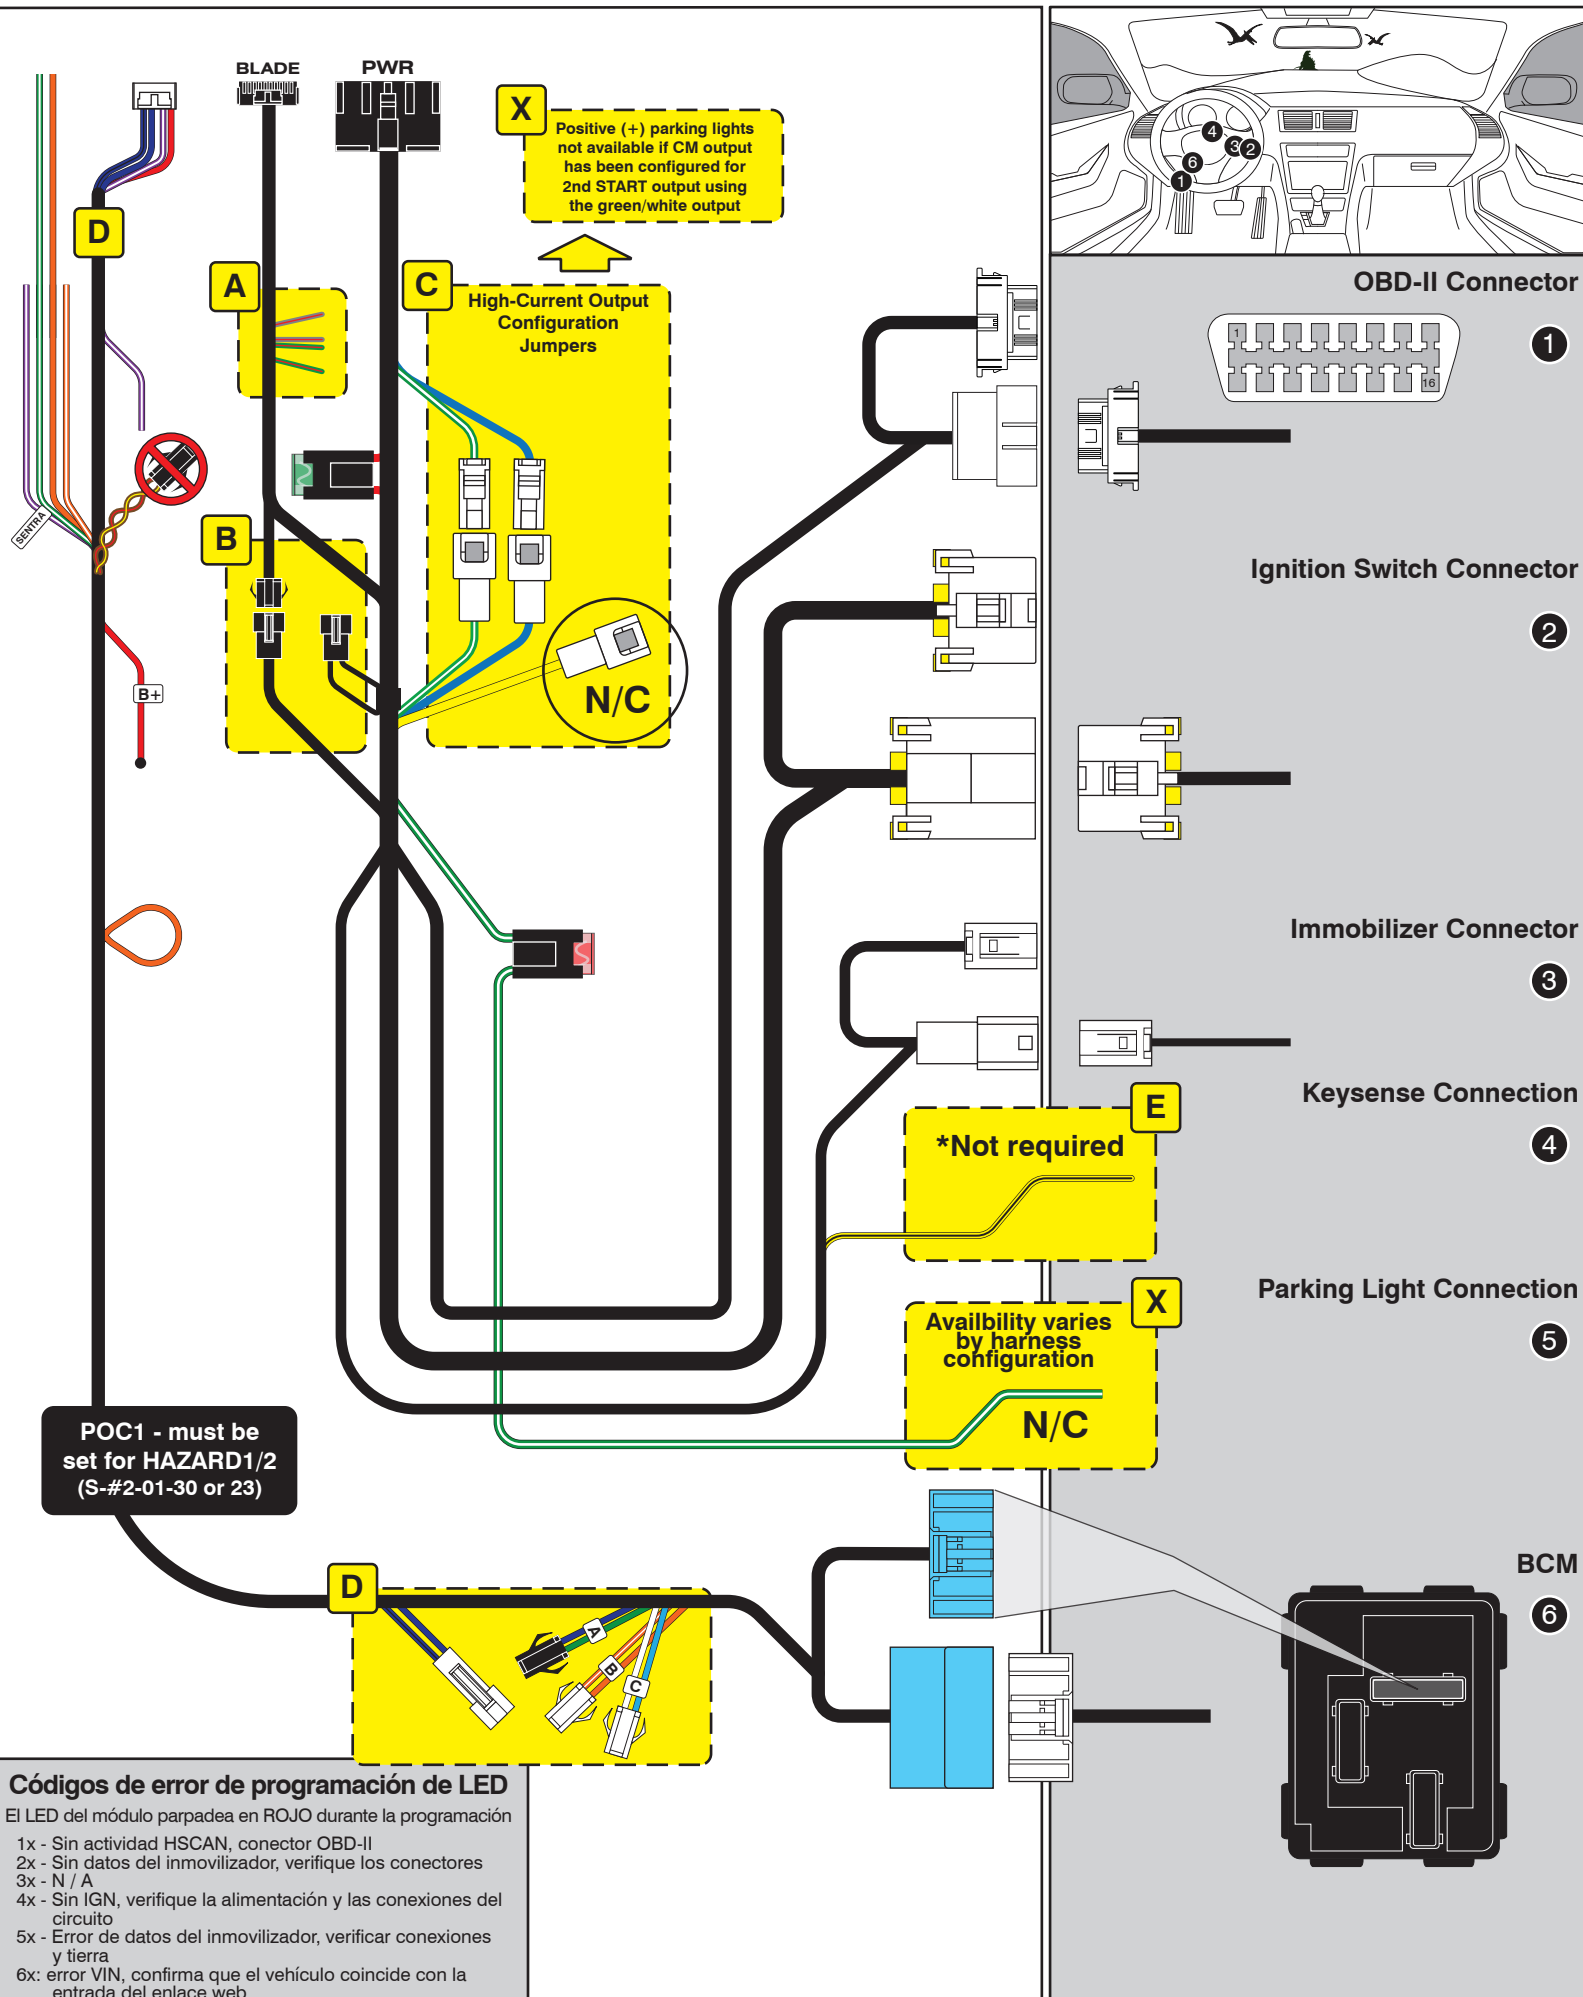 BLADE
PWR
X
Positive (+) parking lights
not available if CM output
has been configured for
2nd START output using
the green/white output
4
3
2
6
1
D
A
C
High-Current Output
Configuration
Jumpers
OBD-II Connector
1
1
16
SENTRA
B
Ignition Switch Connector
2
B+
N/C
Immobilizer Connector
3
Keysense Connection
4
E
*Not required
Parking Light Connection
5
X
Availbility varies
by harness
configuration
N/C
POC1 - must be
set for HAZARD1/2
(S-#2-01-30 or 23)
BCM
6
D
A
B
C
Códigos de error de programación de LED
El LED del módulo parpadea en ROJO durante la programación
1x - Sin actividad HSCAN, conector OBD-II
2x - Sin datos del inmovilizador, verifique los conectores
3x - N / A
4x - Sin IGN, verifique la alimentación y las conexiones del
circuito
5x - Error de datos del inmovilizador, verificar conexiones
y tierra
6x: error VIN, confirma que el vehículo coincide con la
entrada del enlace web